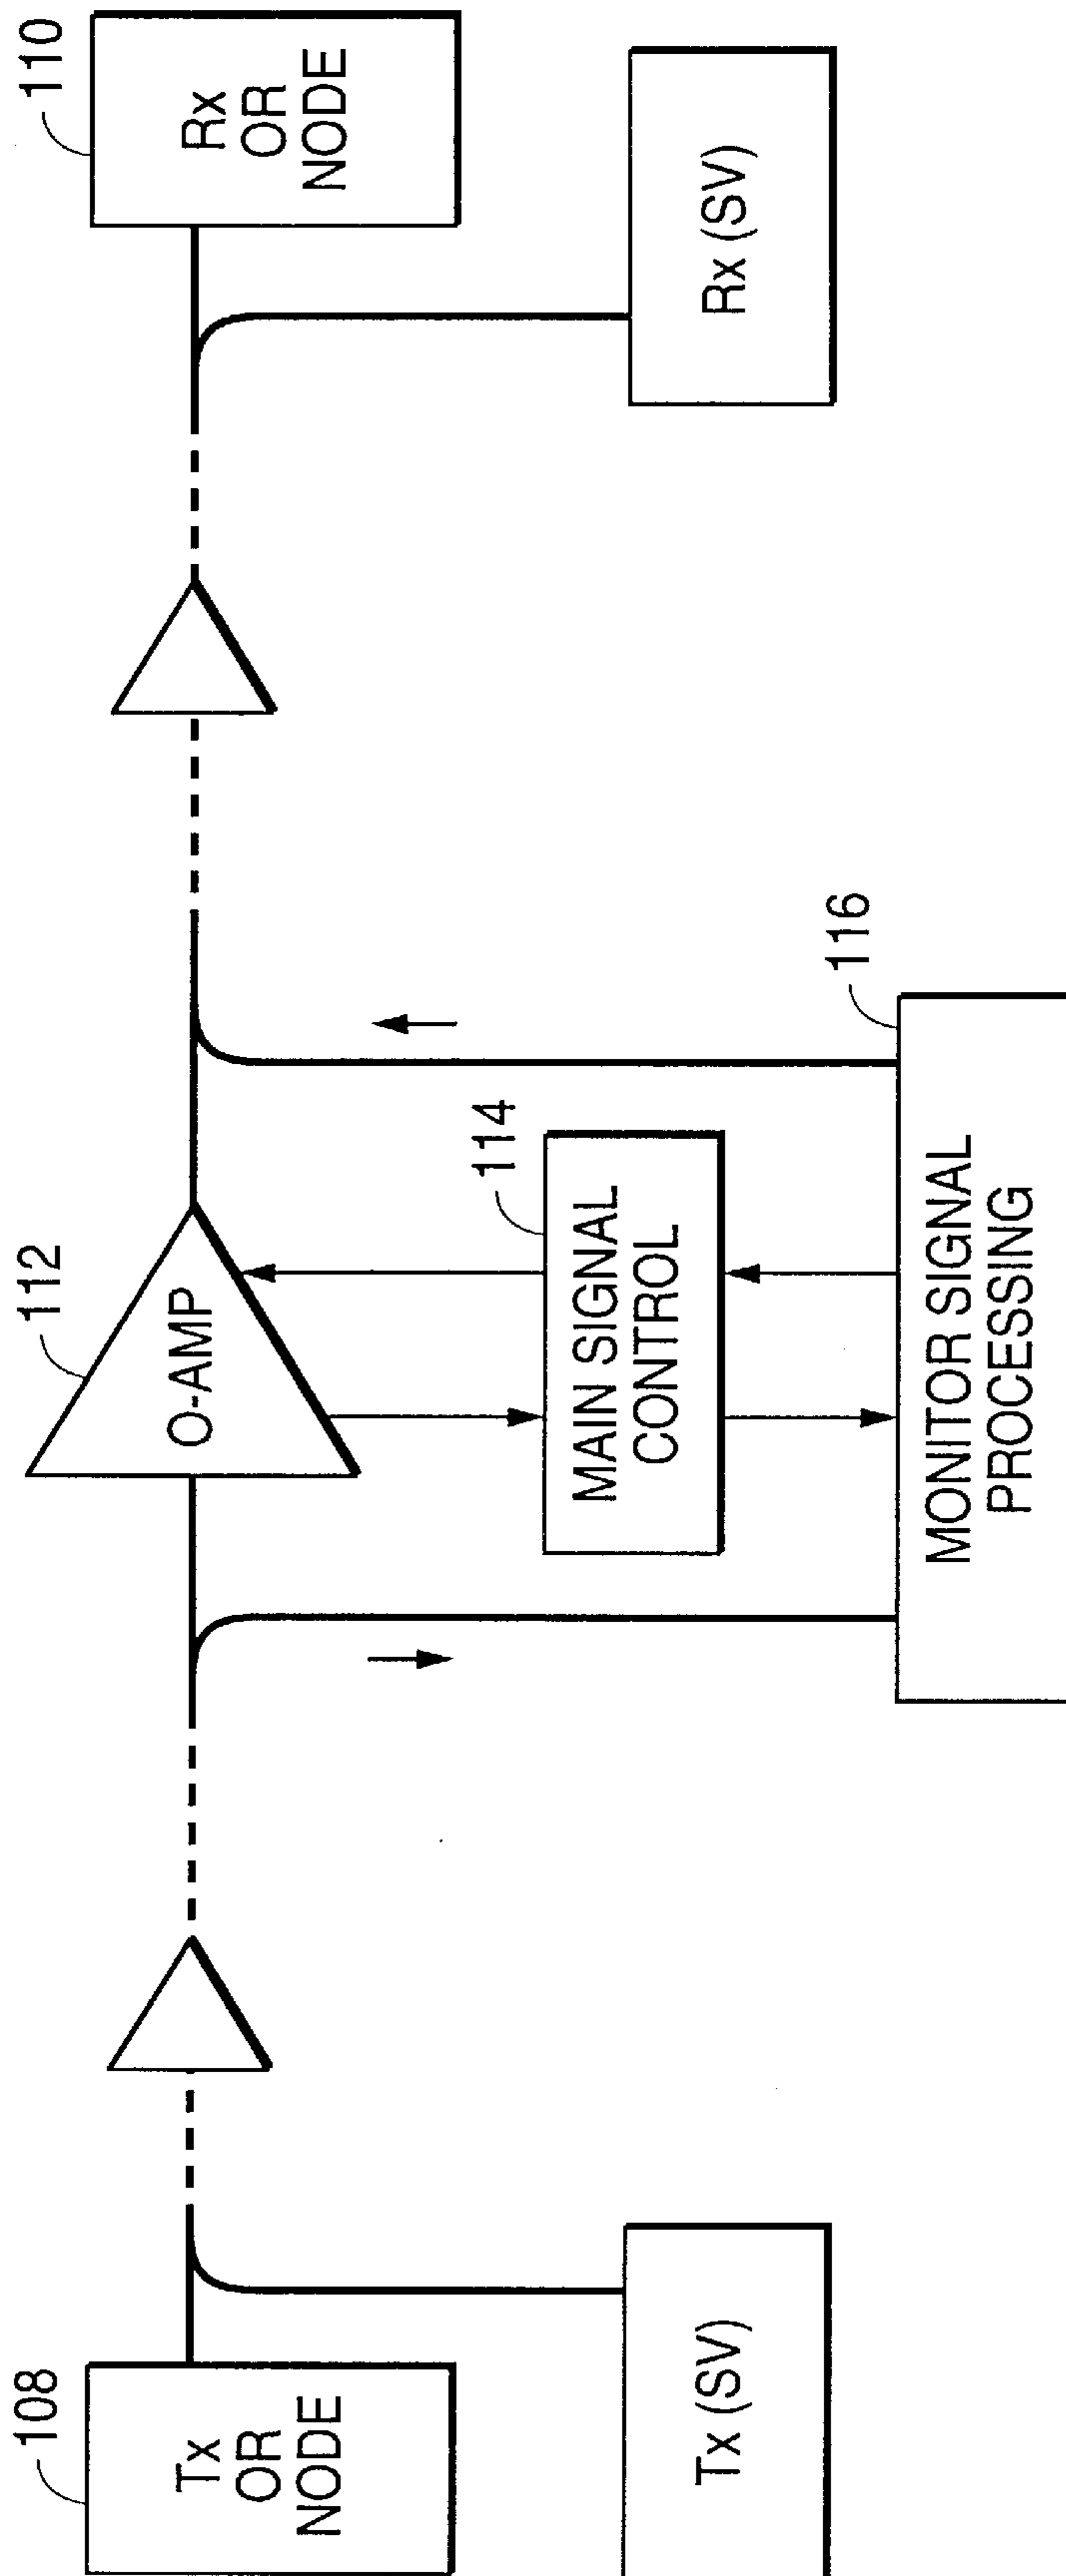 108
Tx
OR
NODE
Tx (SV)
112
O-AMP
114
MAIN SIGNAL
CONTROL
116
MONITOR SIGNAL
PROCESSING
110
Rx
OR
NODE
Rx (SV)